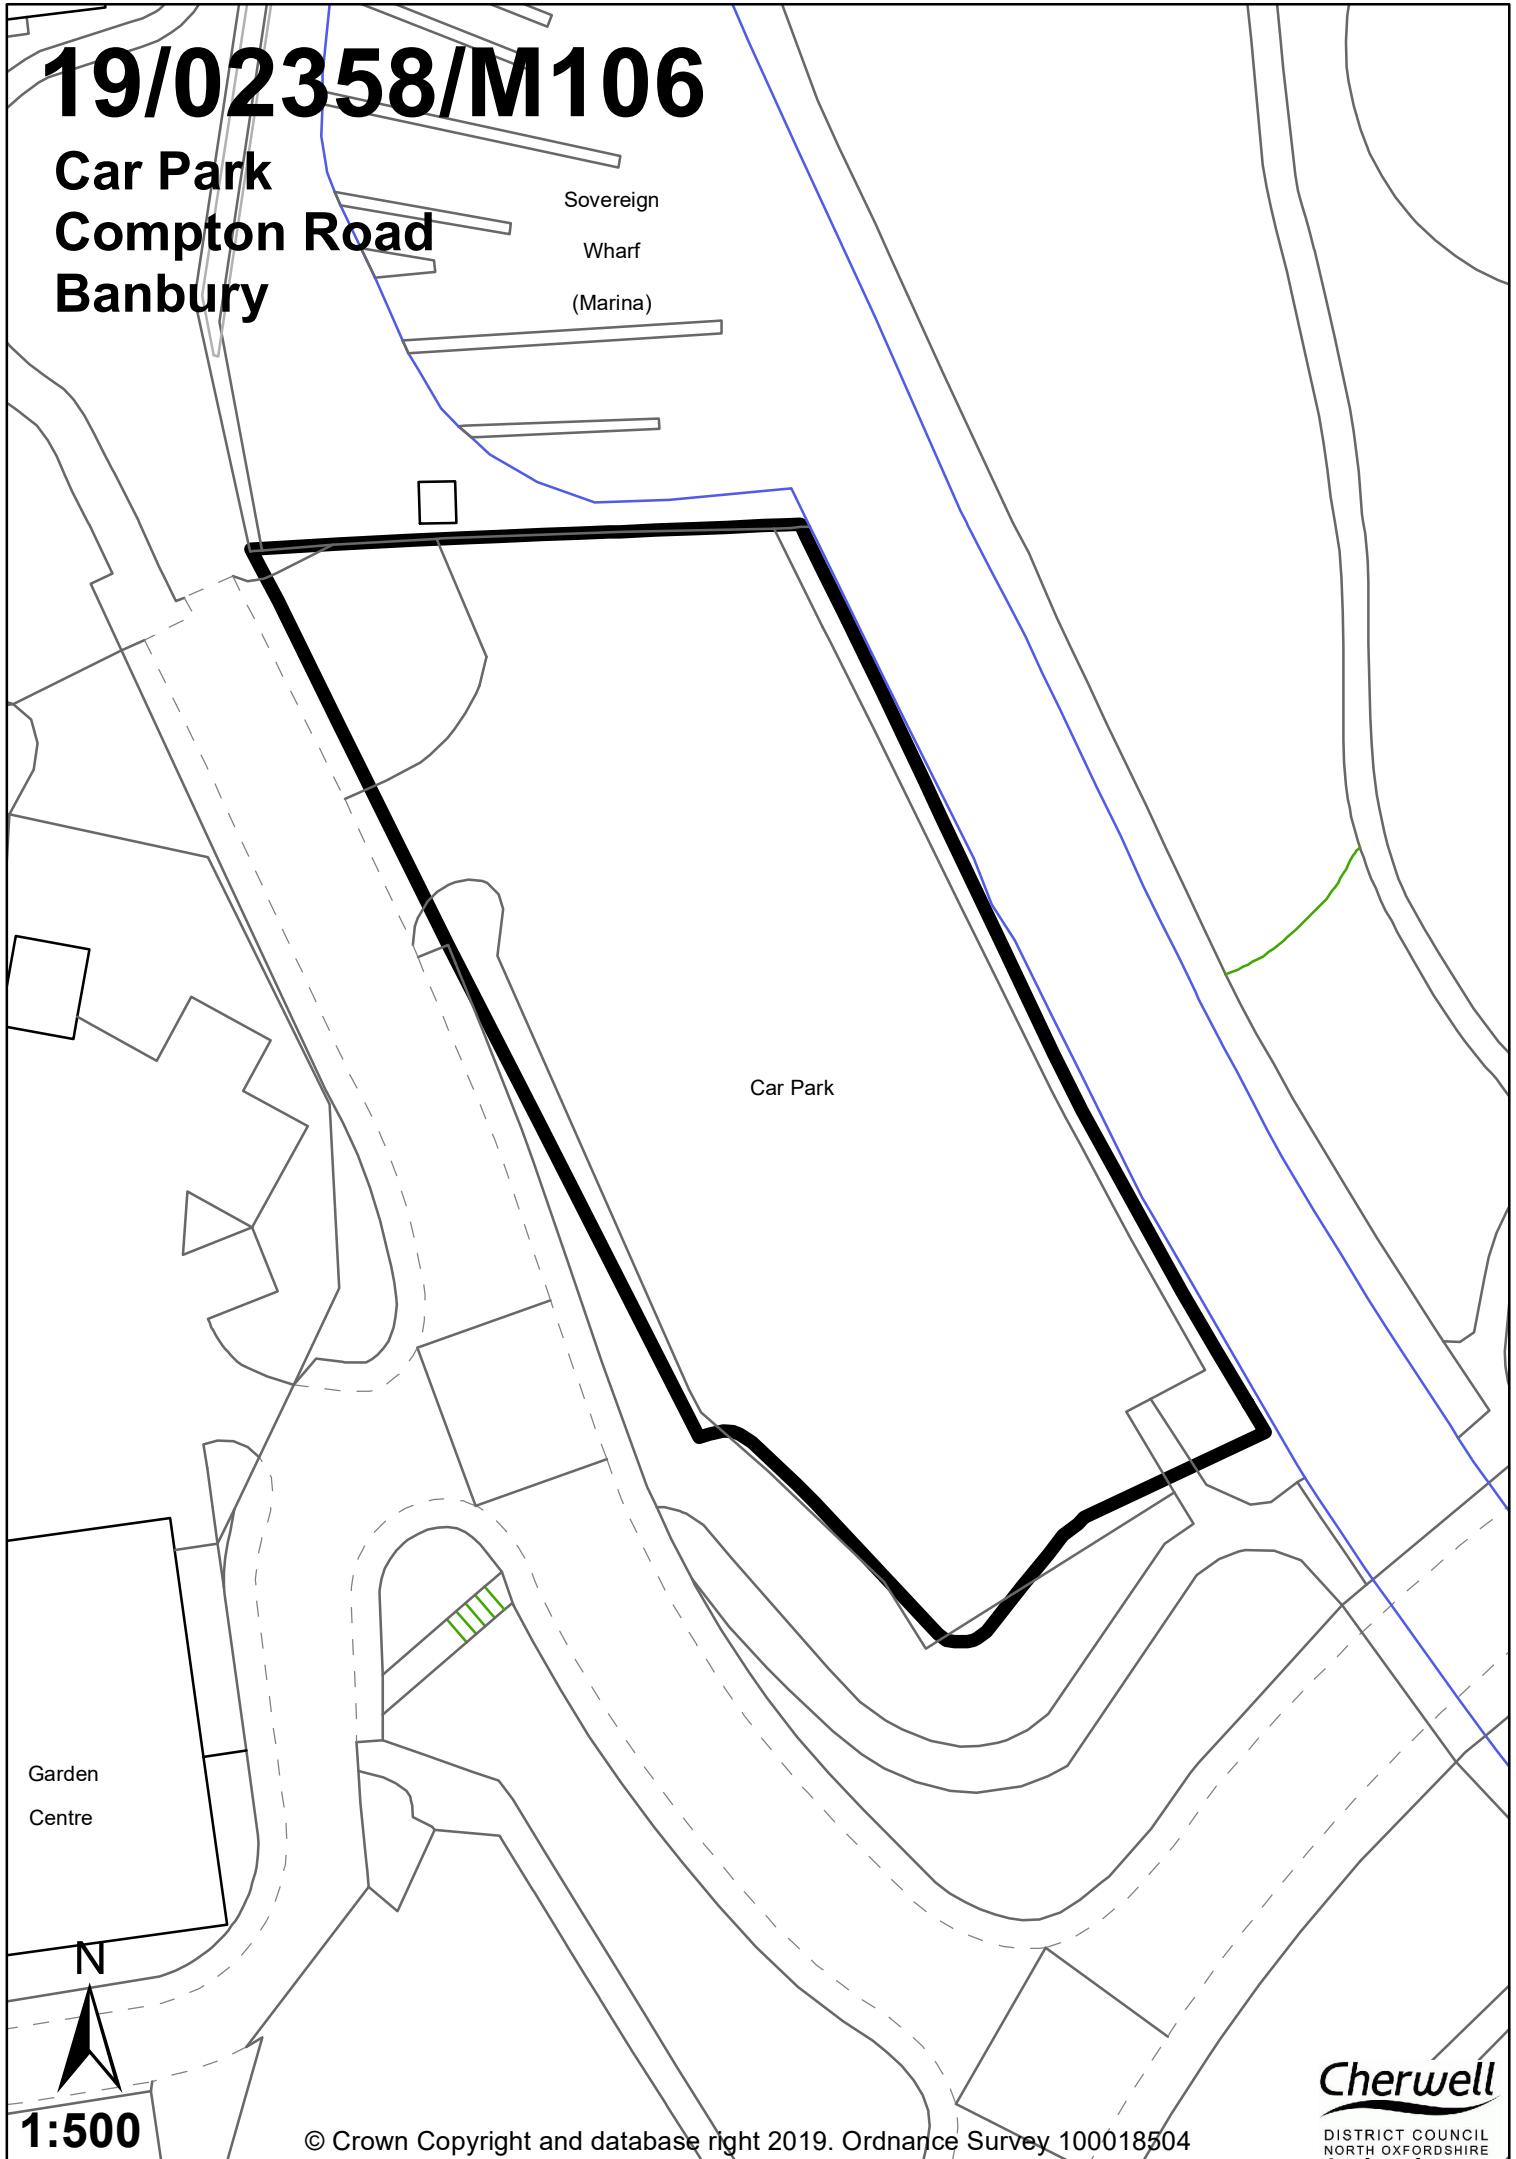 19/02358/M106
Car Park
Compton Road
Banbury
Sovereign
Wharf
(Marina)
Car Park
Garden
Centre
N
1:500
© Crown Copyright and database right 2019. Ordnance Survey 100018504
Cherwell
DISTRICT COUNCIL
NORTH OXFORDSHIRE